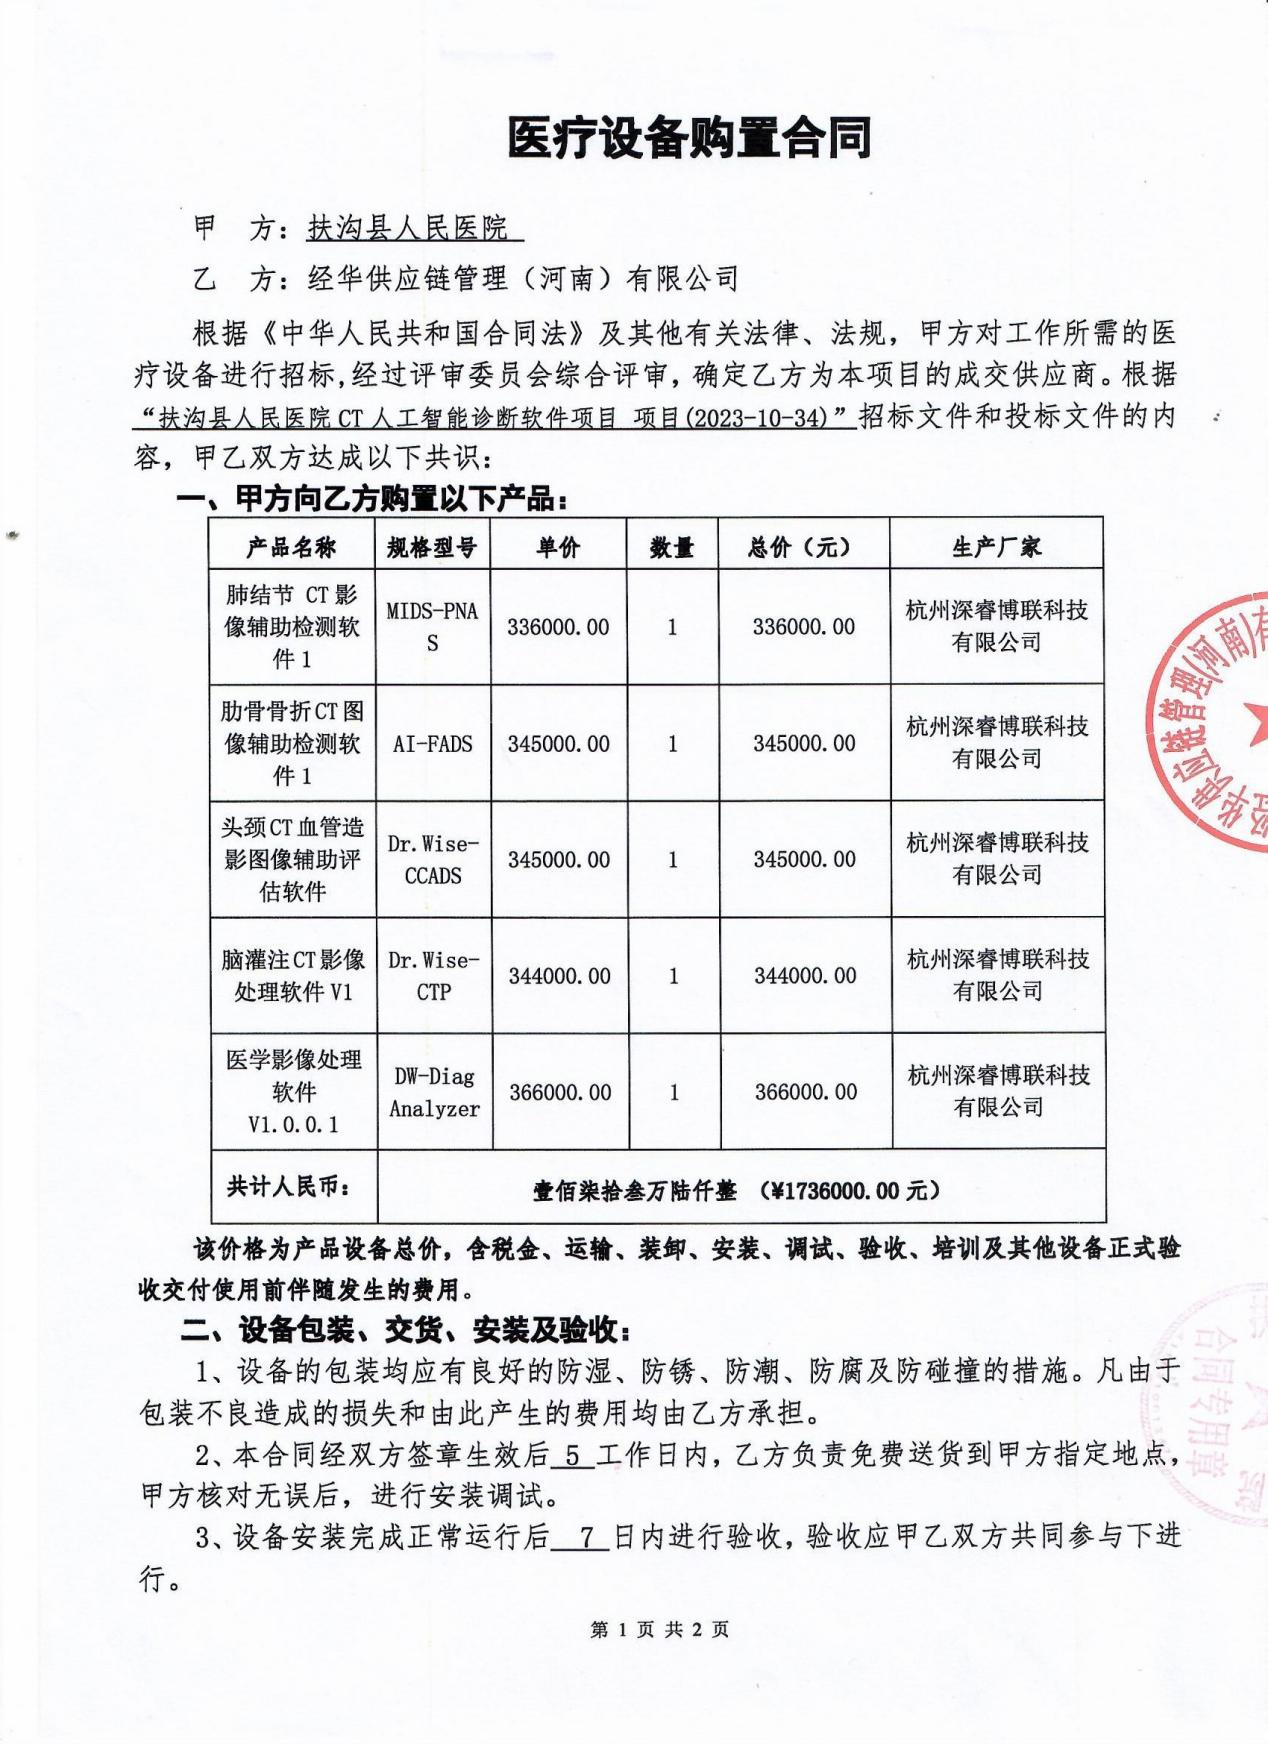 医疗设备购置合同
甲 方：扶沟县人民医院
乙 方：经华供应链管理（河南）有限公司
根据《中华人民共和国合同法》及其他有关法律、法规，甲方对工作所需的医
疗设备进行招标,经过评审委员会综合评审，确定乙方为本项目的成交供应商。根据
“扶沟县人民医院 CT 人工智能诊断软件项目 项目(2023-10-34)”招标文件和投标文件的内
容，甲乙双方达成以下共识：
一、甲方向乙方购置以下产品：
产品名称 规格型号 单价 数量 总价（元） 生产厂家
肺结节 CT 影
像辅助检测软
件 1
MIDS-PNA
S
336000.00 1 336000.00
杭州深睿博联科技
有限公司
肋骨骨折 CT 图
像辅助检测软
件 1
AI-FADS 345000.00 1 345000.00
杭州深睿博联科技
有限公司
头颈 CT 血管造
影图像辅助评
估软件
Dr.Wise-
CCADS
345000.00 1 345000.00
杭州深睿博联科技
有限公司
脑灌注 CT 影像
处理软件 V1
Dr.Wise-
CTP
344000.00 1 344000.00
杭州深睿博联科技
有限公司
医学影像处理
软件
V1.0.0.1
DW-Diag
Analyzer
366000.00 1 366000.00
杭州深睿博联科技
有限公司
共计人民币： 壹佰柒拾叁万陆仟整 （¥1736000.00 元）
该价格为产品设备总价，含税金、运输、装卸、安装、调试、验收、培训及其他设备正式验
收交付使用前伴随发生的费用。
二、设备包装、交货、安装及验收：
1、设备的包装均应有良好的防湿、防锈、防潮、防腐及防碰撞的措施。凡由于
包装不良造成的损失和由此产生的费用均由乙方承担。
2、本合同经双方签章生效后 5 工作日内，乙方负责免费送货到甲方指定地点，
甲方核对无误后，进行安装调试。
3、设备安装完成正常运行后 7 日内进行验收，验收应甲乙双方共同参与下进
行。
第 1 页 共 2 页
华供应链管理(河南)有
合同专用章